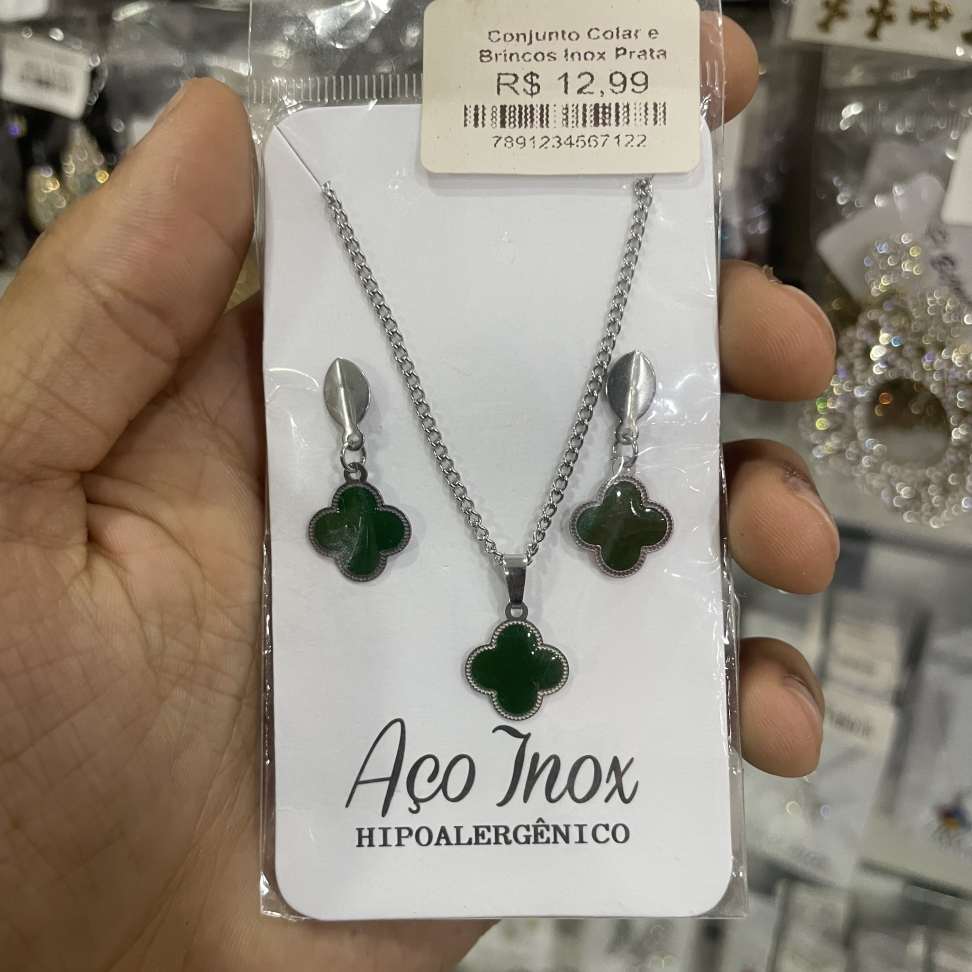 Conjunto Colar e
Brincos Inox Prata
R$ 12,99
7891234567122
Aço Inox
HIPOALERGÊNICO